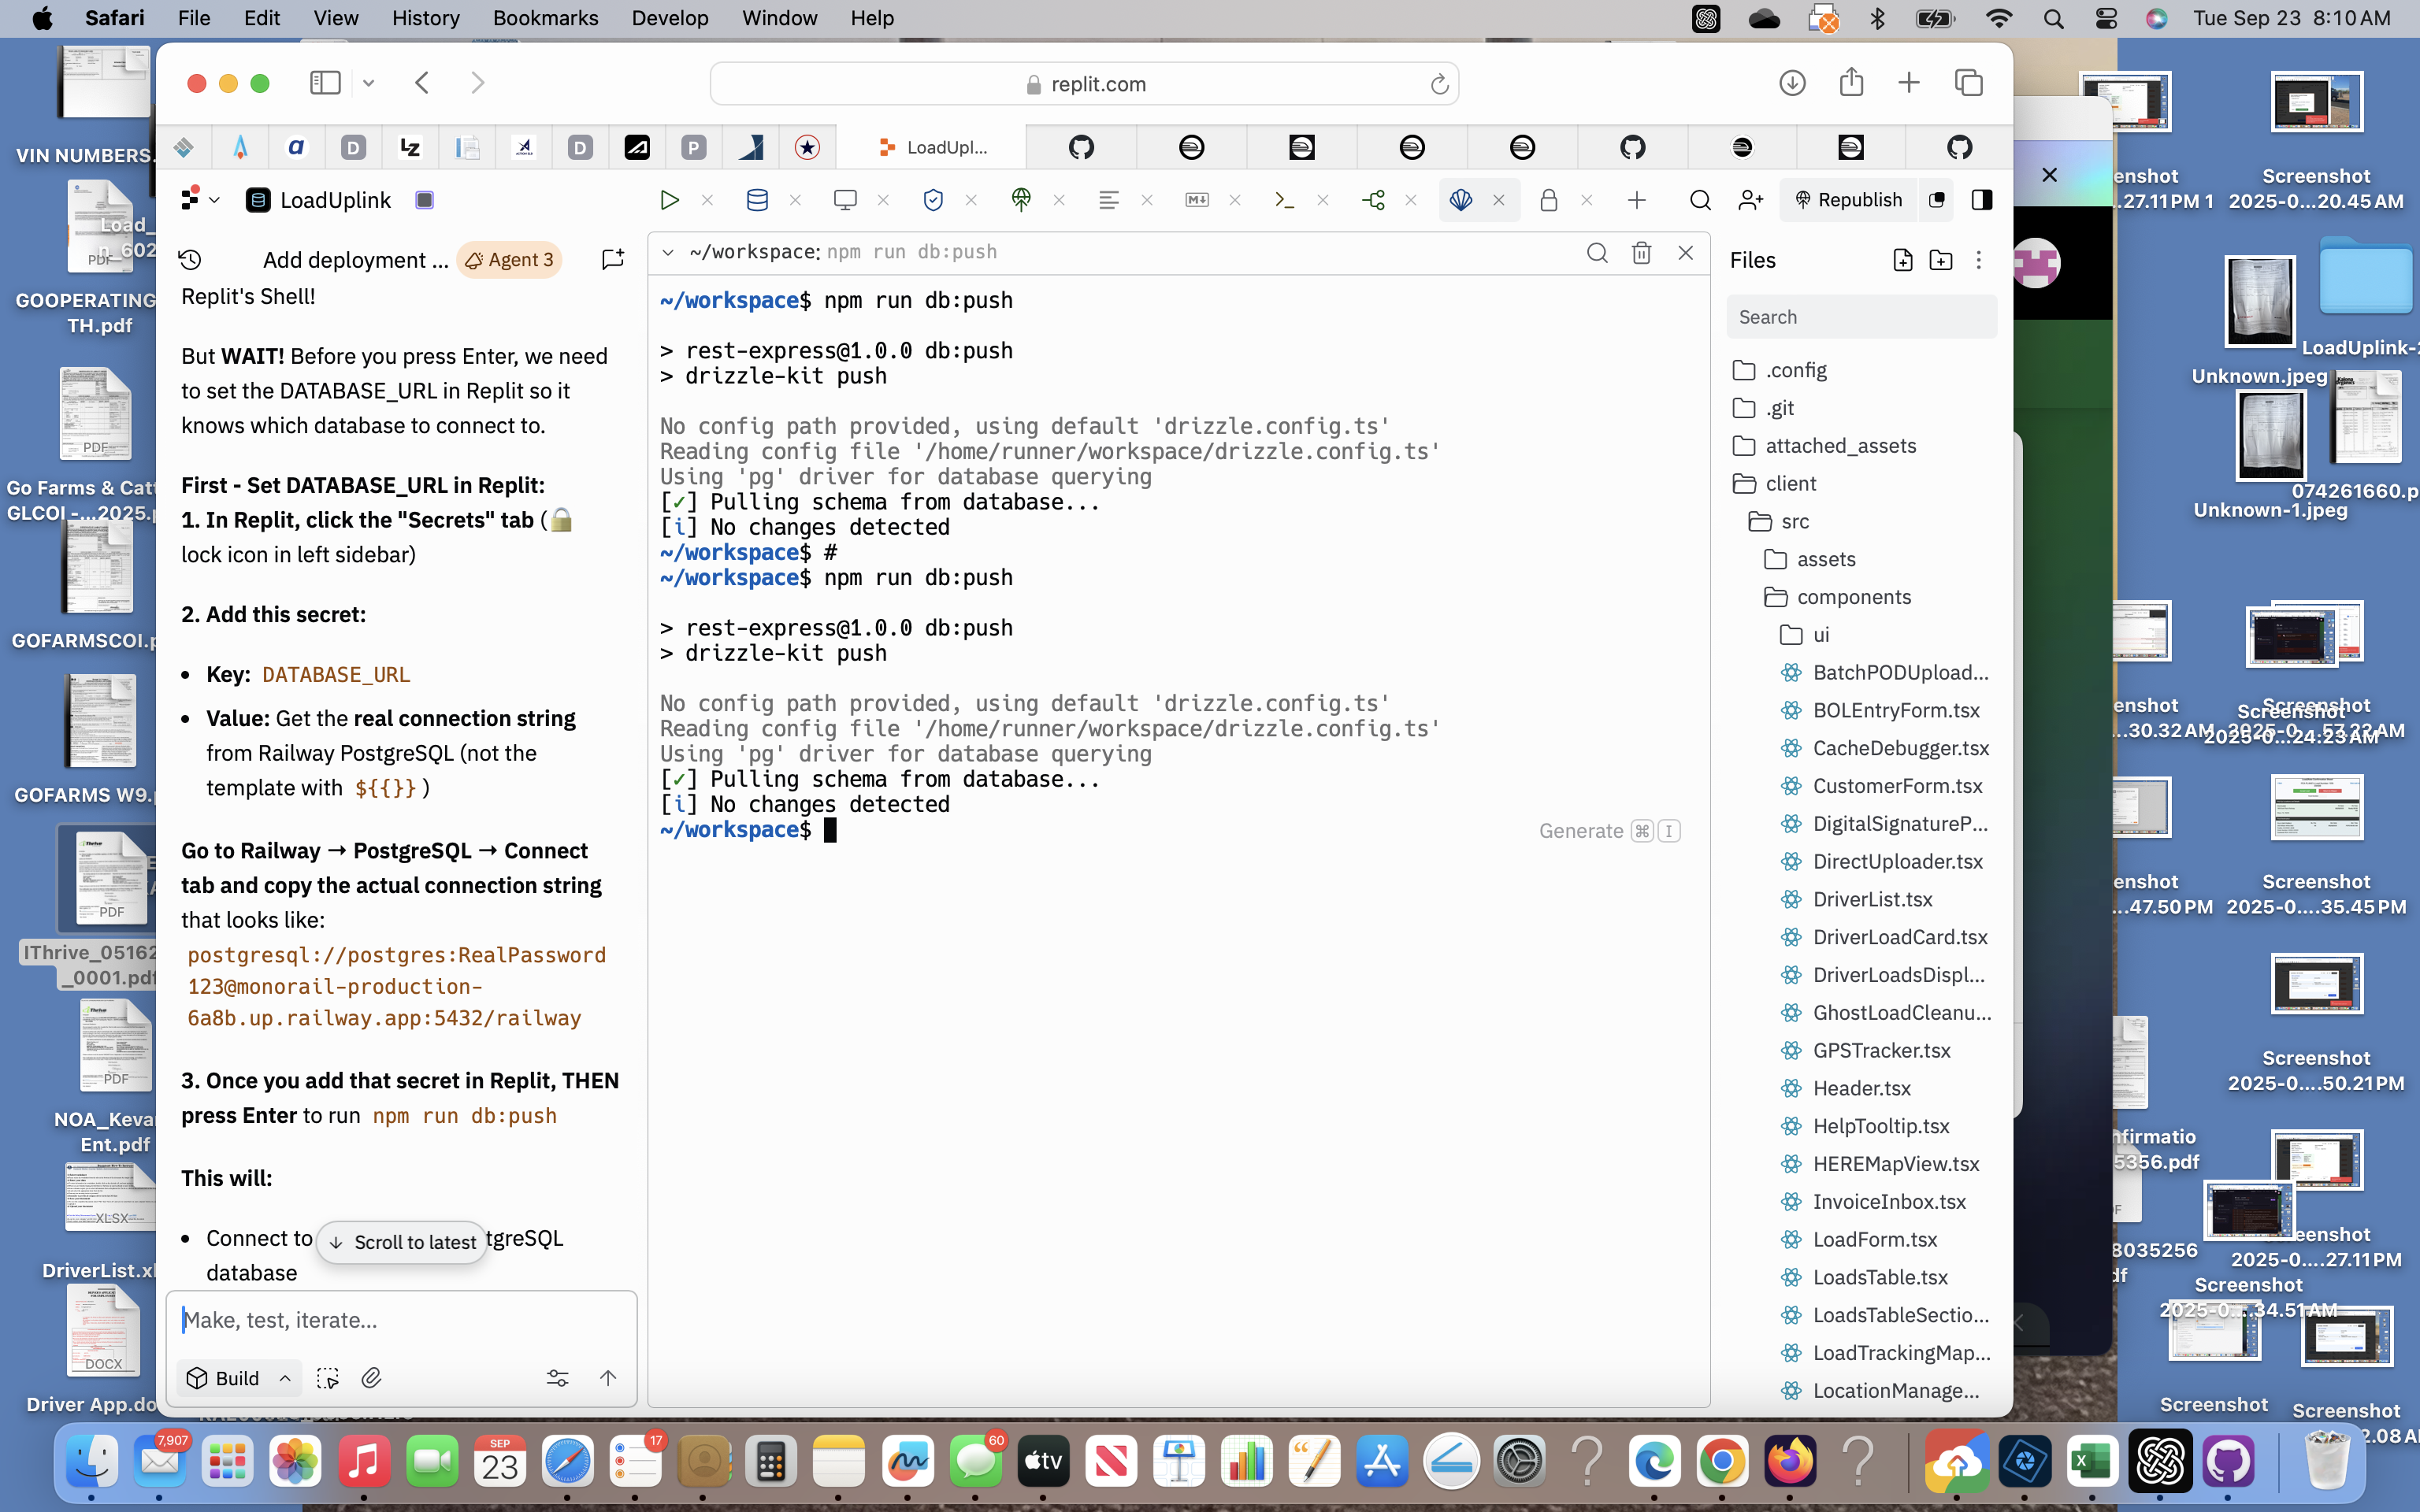 Safari File Edit View History Bookmarks Develop Window Help
Tue Sep 23 8:10 AM
replit.com
LoadUpl...
LoadUplink
Republish
Add deployment ...
Agent 3
Replit's Shell!
But WAIT! Before you press Enter, we need
to set the DATABASE_URL in Replit so it
knows which database to connect to.
First - Set DATABASE_URL in Replit:
1. In Replit, click the "Secrets" tab (🔒
lock icon in left sidebar)
2. Add this secret:
• Key: DATABASE_URL
• Value: Get the real connection string
from Railway PostgreSQL (not the
template with ${{}} )
Go to Railway → PostgreSQL → Connect
tab and copy the actual connection string
that looks like:
postgresql://postgres:RealPassword
123@monorail-production-
6a8b.up.railway.app:5432/railway
3. Once you add that secret in Replit, THEN
press Enter to run npm run db:push
This will:
• Connect to
tgreSQL
database
Scroll to latest
Make, test, iterate...
Build
~/workspace: npm run db:push
~/workspace$ npm run db:push
> rest-express@1.0.0 db:push
> drizzle-kit push
No config path provided, using default 'drizzle.config.ts'
Reading config file '/home/runner/workspace/drizzle.config.ts'
Using 'pg' driver for database querying
[✓] Pulling schema from database...
[i] No changes detected
~/workspace$ #
~/workspace$ npm run db:push
> rest-express@1.0.0 db:push
> drizzle-kit push
No config path provided, using default 'drizzle.config.ts'
Reading config file '/home/runner/workspace/drizzle.config.ts'
Using 'pg' driver for database querying
[✓] Pulling schema from database...
[i] No changes detected
~/workspace$
Generate ⌘ I
Files
Search
.config
.git
attached_assets
client
src
assets
components
ui
BatchPODUpload...
BOLEntryForm.tsx
CacheDebugger.tsx
CustomerForm.tsx
DigitalSignatureP...
DirectUploader.tsx
DriverList.tsx
DriverLoadCard.tsx
DriverLoadsDispl...
GhostLoadCleanu...
GPSTracker.tsx
Header.tsx
HelpTooltip.tsx
HEREMapView.tsx
InvoiceInbox.tsx
LoadForm.tsx
LoadsTable.tsx
LoadsTableSectio...
LoadTrackingMap...
LocationManage...
VIN NUMBERS.
Load_
n_602
PDF
GOOPERATING
TH.pdf
PDF
Go Farms & Catt
GLCOI -...2025.p
GOFARMSCOI.p
GOFARMS W9.p
PDF
IThrive_05162
_0001.pdf
PDF
NOA_Keva
Ent.pdf
XLSX
DriverList.xl
DOCX
Driver App.do
enshot
...27.11 PM 1
Screenshot
2025-0...20.45 AM
LoadUplink-
Unknown.jpeg
074261660.p
Unknown-1.jpeg
enshot
...30.32 AM
Screenshot
Screenshot
2025-0...57.22 AM
2025-0...24.23 AM
enshot
...47.50 PM
Screenshot
2025-0....35.45 PM
Screenshot
2025-0....50.21 PM
nfirmatio
5356.pdf
8035256
df
eenshot
2025-0....27.11 PM
Screenshot
2025-0....34.51 AM
Screenshot
Screenshot
2.08 A
7,907
SEP
23
17
60
tv